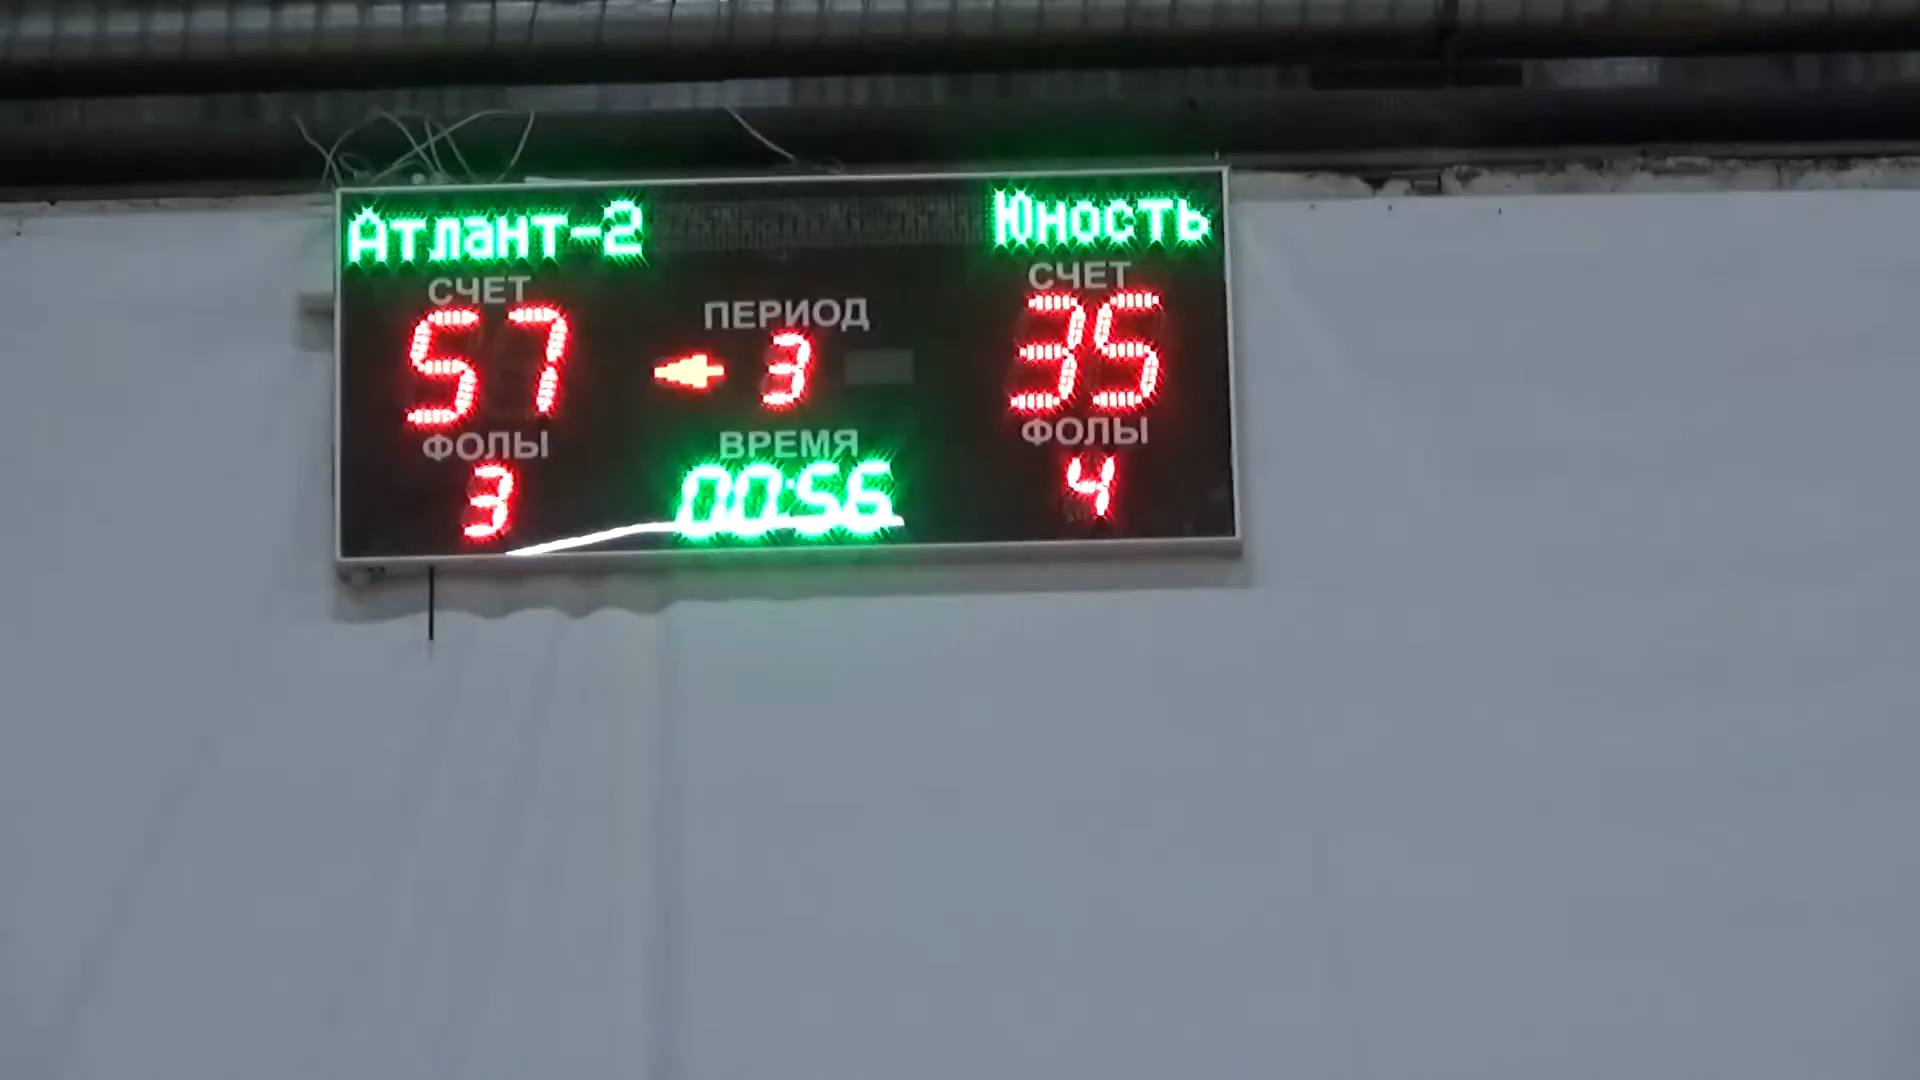 Атлант-2 Юность
СЧЕТ СЧЕТ
ПЕРИОД
57 3 35
ФОЛЫ ВРЕМЯ ФОЛЫ
3 00:56 4